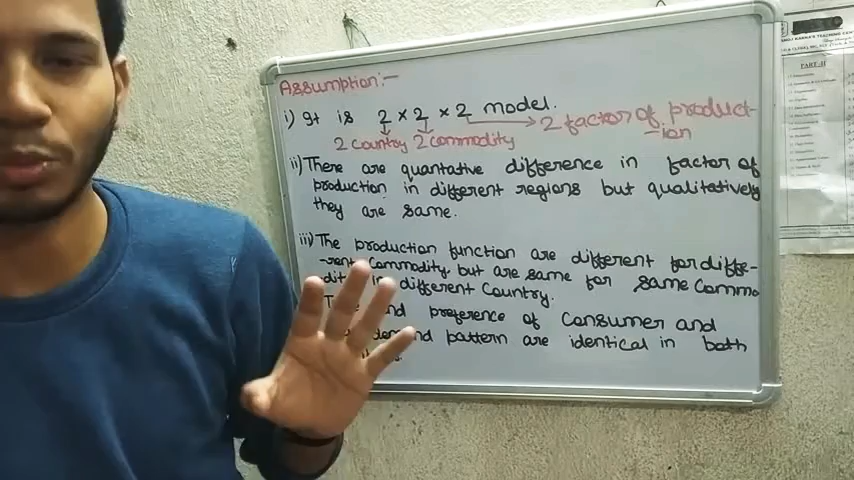 Assumption:-
i) It is 2 × 2 × 2 model.
2 country 2 commodity 2 factor of product-
-ion
ii) There are quantative difference in factor of
production in different regions but qualitatively
they are same.
iii) The production function are different for diffe-
-rent commodity but are same for same commo
dity in different country.
and preference of consumer and
demand pattern are identical in both
PART-II